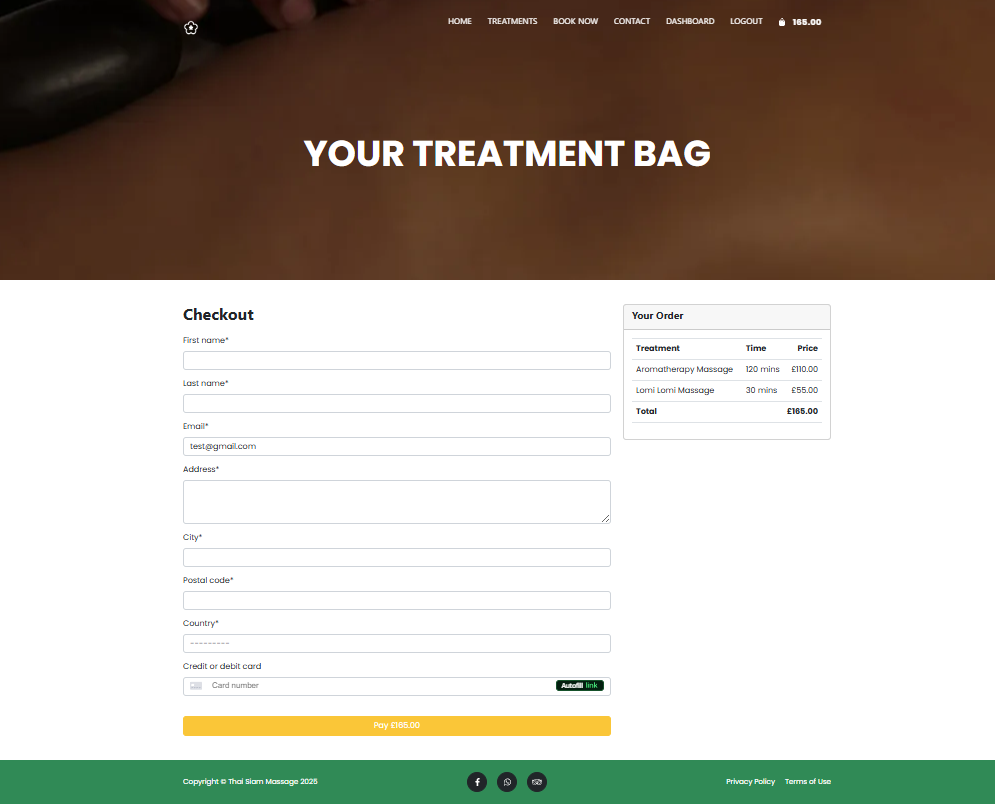 HOME TREATMENTS BOOK NOW CONTACT DASHBOARD LOGOUT 165.00
YOUR TREATMENT BAG
Checkout
First name*
Last name*
Email*
test@gmail.com
Address*
City*
Postal code*
Country*
---------
Credit or debit card
Card number Autofill link
Pay £165.00
Your Order
Treatment Time Price
Aromatherapy Massage 120 mins £110.00
Lomi Lomi Massage 30 mins £55.00
Total £165.00
Copyright © Thai Siam Massage 2025
Privacy Policy Terms of Use